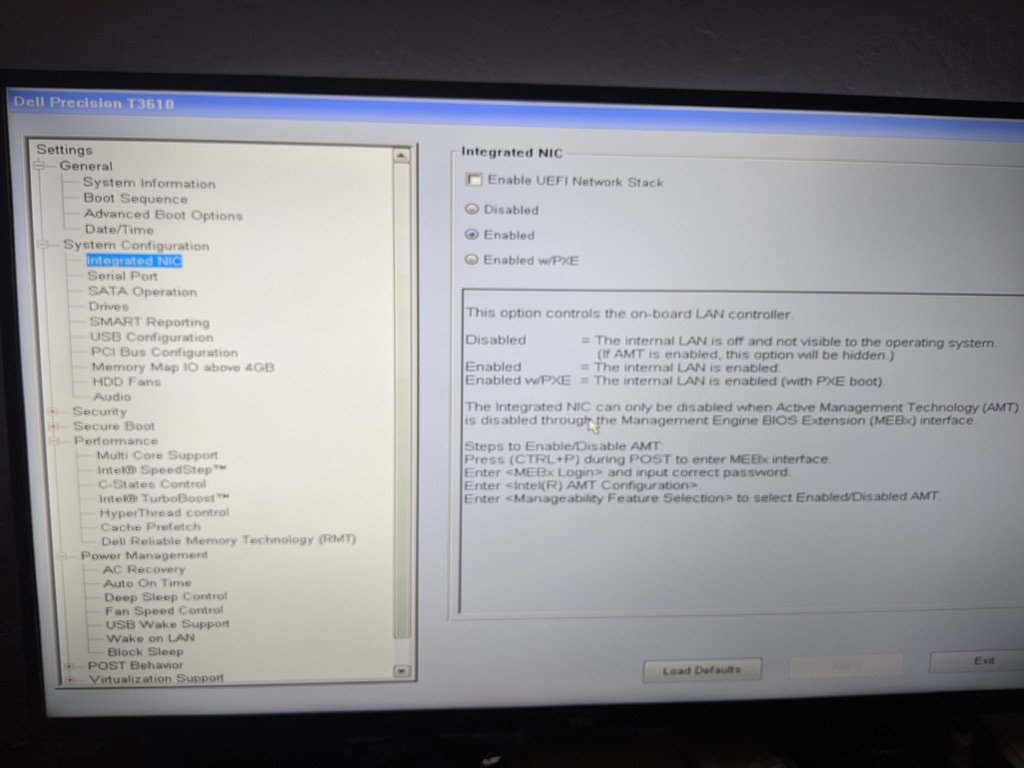 Dell Precision T3610
Settings
General
System Information
Boot Sequence
Advanced Boot Options
Date/Time
System Configuration
Integrated NIC
Serial Port
SATA Operation
Drives
SMART Reporting
USB Configuration
PCI Bus Configuration
Memory Map IO above 4GB
HDD Fans
Audio
Security
Secure Boot
Performance
Multi Core Support
Intel® SpeedStep™
C-States Control
Intel® TurboBoost™
HyperThread control
Cache Prefetch
Dell Reliable Memory Technology (RMT)
Power Management
AC Recovery
Auto On Time
Deep Sleep Control
Fan Speed Control
USB Wake Support
Wake on LAN
Block Sleep
POST Behavior
Virtualization Support
Integrated NIC
Enable UEFI Network Stack
Disabled
Enabled
Enabled w/PXE
This option controls the on-board LAN controller.
Disabled = The internal LAN is off and not visible to the operating system.
(If AMT is enabled, this option will be hidden.)
Enabled = The internal LAN is enabled.
Enabled w/PXE = The internal LAN is enabled (with PXE boot).
The Integrated NIC can only be disabled when Active Management Technology (AMT)
is disabled through the Management Engine BIOS Extension (MEBx) interface.
Steps to Enable/Disable AMT:
Press (CTRL+P) during POST to enter MEBx interface.
Enter <MEBx Login> and input correct password.
Enter <Intel(R) AMT Configuration>.
Enter <Manageability Feature Selection> to select Enabled/Disabled AMT.
Load Defaults
Apply
Exit
TCL